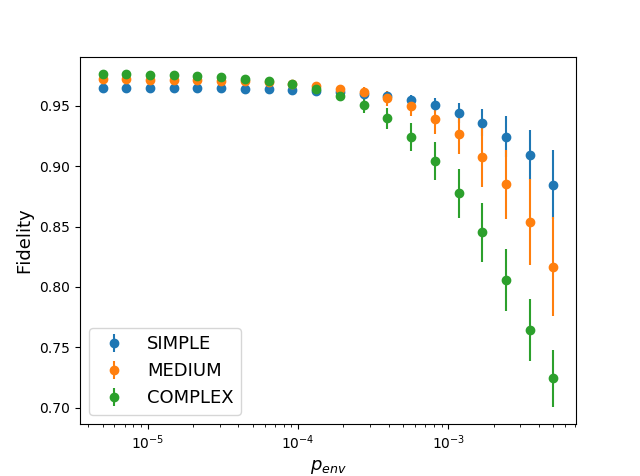 Fidelity
0.95
0.90
0.85
0.80
0.75
0.70
SIMPLE
MEDIUM
COMPLEX
10⁻⁵
10⁻⁴
10⁻³
p_env